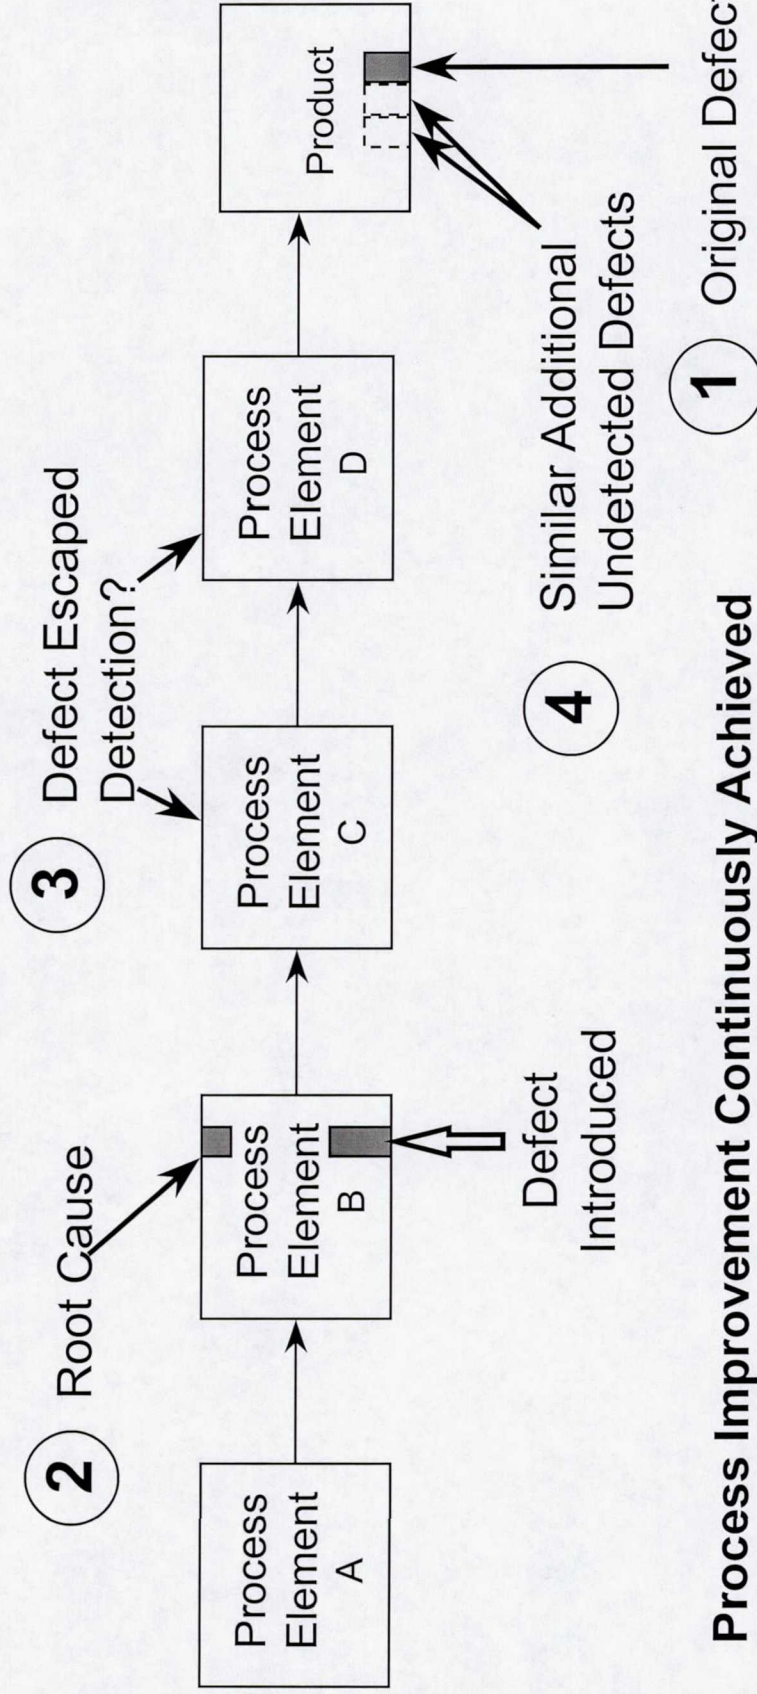 3
Defect Escaped
Detection?
2
Root Cause
Process
Element
A
Process
Element
B
Process
Element
C
Process
Element
D
Product
Defect
Introduced
4
Similar Additional
Undetected Defects
1
Original Defect
Process Improvement Continuously Achieved